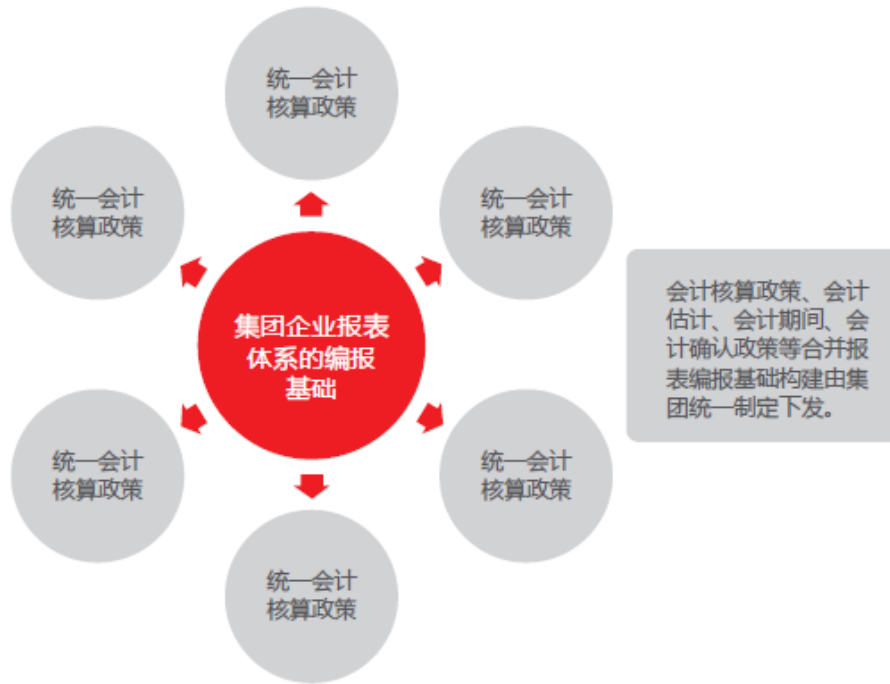 统一会计
核算政策
统一会计
核算政策
统一会计
核算政策
集团企业报表
体系的编报
基础
会计核算政策、会计
估计、会计期间、会
计确认政策等合并报
表编报基础构建由集
团统一制定下发。
统一会计
核算政策
统一会计
核算政策
统一会计
核算政策